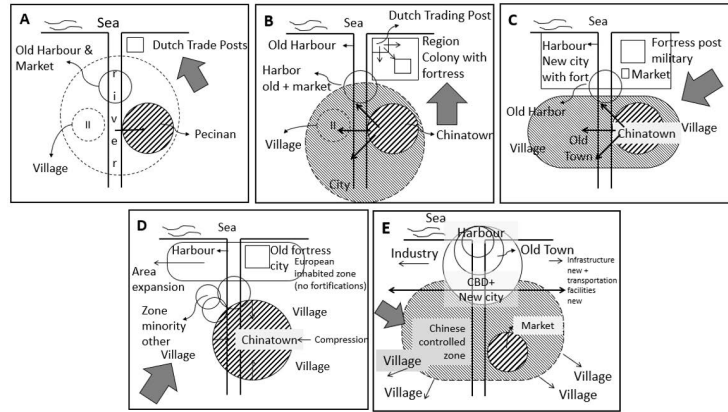 A
Sea
Old Harbour &
Market
Dutch Trade Posts
r
i
v
e
r
II
Village
Pecinan
B
Sea
Dutch Trading Post
Old Harbour
Region
Colony with
fortress
Harbor
old + market
II
Village
Chinatown
City
C
Sea
Harbour
New city
with fort
Fortress post
military
Market
Old Harbor
Village
Old
Town
Chinatown
Village
D
Sea
Harbour
Old fortress
city
European
inhabited zone
(no fortifications)
Area
expansion
Zone
minority
other
Village
Village
Chinatown
Compression
Village
E
Sea
Harbour
Old Town
Industry
Infrastructure
new +
transportation
facilities
new
CBD+
New city
Chinese
controlled
zone
Market
Village
Village
Village
Village